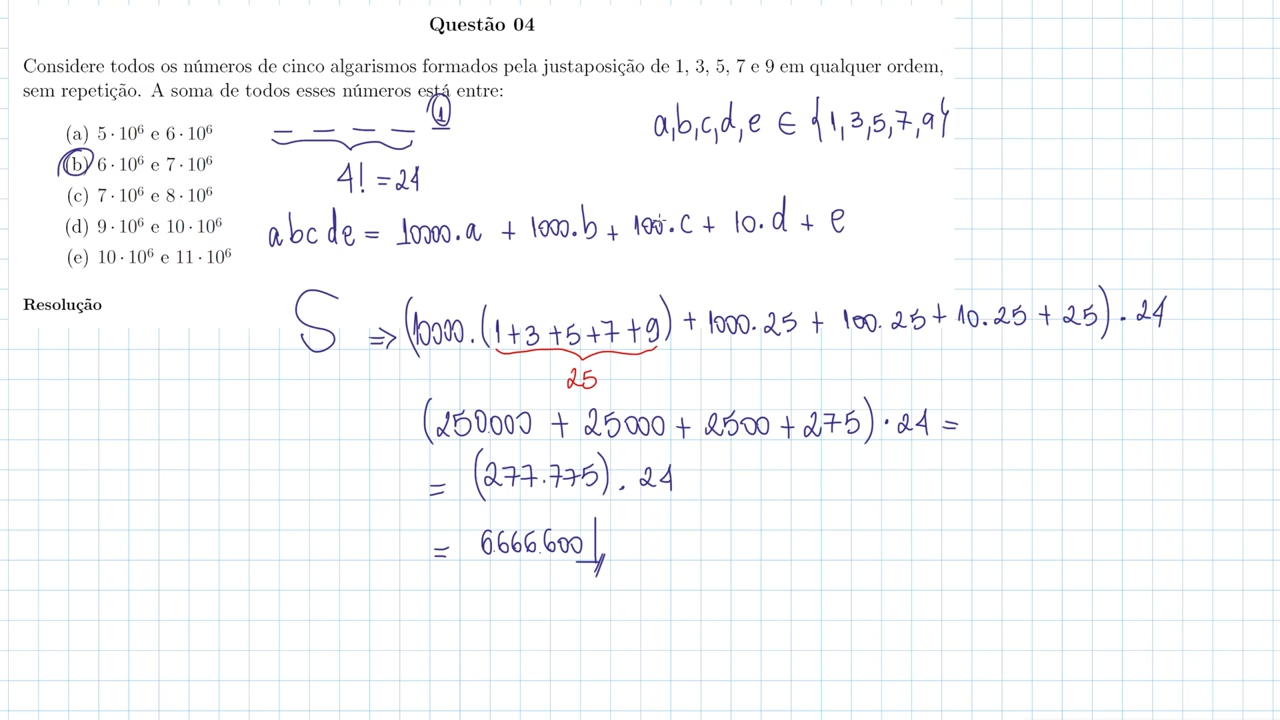 Questão 04
Considere todos os números de cinco algarismos formados pela justaposição de 1, 3, 5, 7 e 9 em qualquer ordem,
sem repetição. A soma de todos esses números está entre:
(a) 5 · 10⁶ e 6 · 10⁶
(b) 6 · 10⁶ e 7 · 10⁶
(c) 7 · 10⁶ e 8 · 10⁶
(d) 9 · 10⁶ e 10 · 10⁶
(e) 10 · 10⁶ e 11 · 10⁶
_ _ _ _ 1
4! = 24
a,b,c,d,e ∈ {1,3,5,7,9}
abcde = 10000.a + 1000.b + 100.c + 10.d + e
Resolução
S ⇒ (10000.(1+3+5+7+9) + 1000.25 + 100.25 + 10.25 + 25) . 24
25
(250000 + 25000 + 2500 + 275) · 24 =
= (277.775) . 24
= 6.666.600